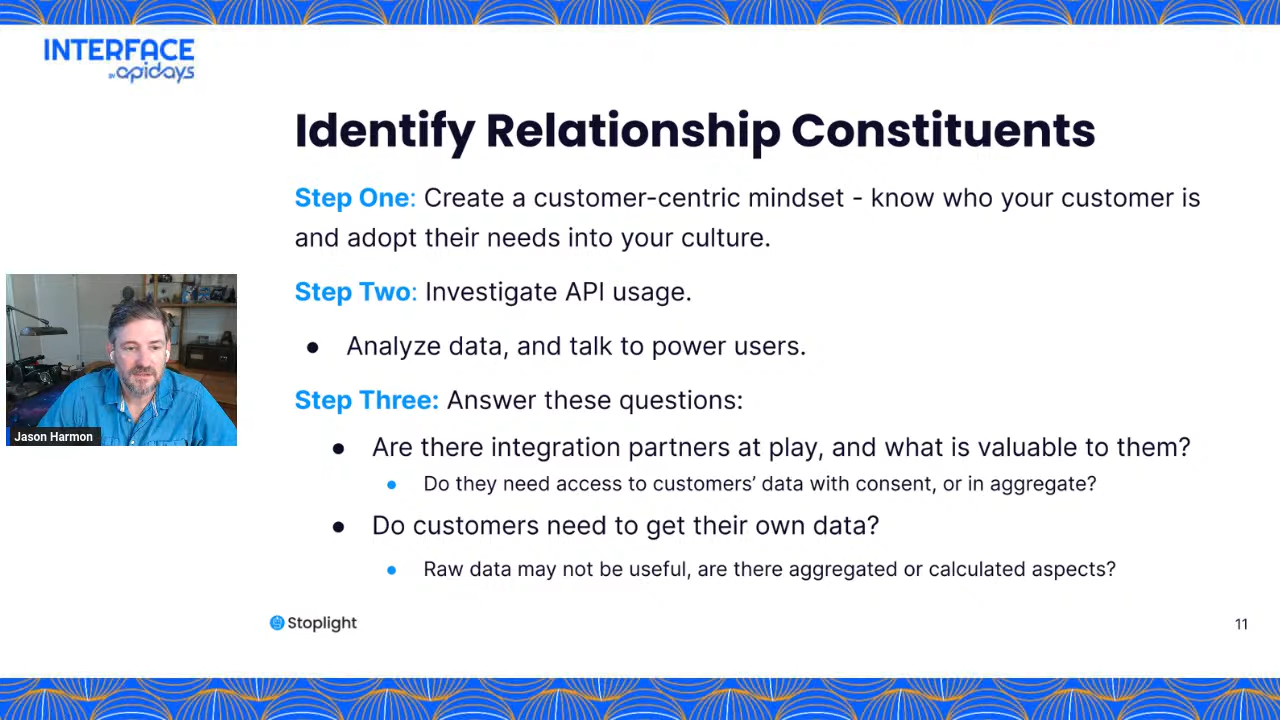 INTERFACE
BY apidays
Identify Relationship Constituents
Step One: Create a customer-centric mindset - know who your customer is
and adopt their needs into your culture.
Step Two: Investigate API usage.
● Analyze data, and talk to power users.
Step Three: Answer these questions:
● Are there integration partners at play, and what is valuable to them?
● Do they need access to customers’ data with consent, or in aggregate?
● Do customers need to get their own data?
● Raw data may not be useful, are there aggregated or calculated aspects?
Jason Harmon
Stoplight
11